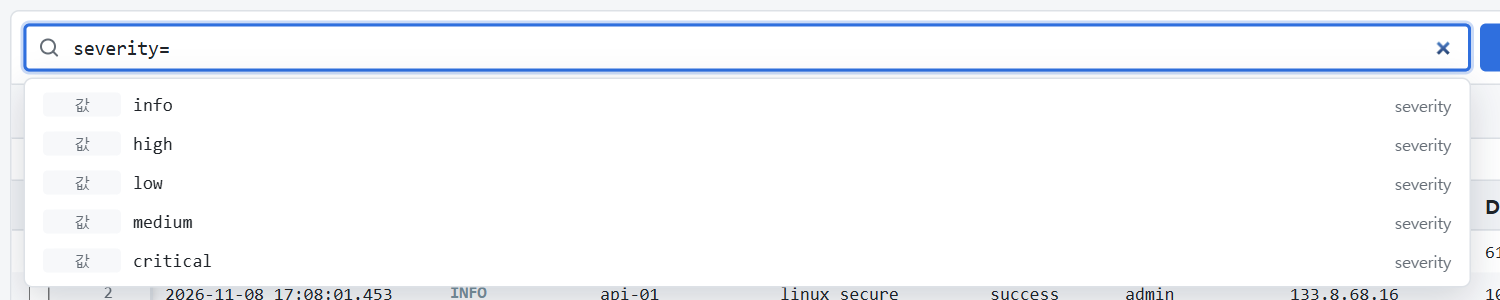 severity=
값 info severity
값 high severity
값 low severity
값 medium severity
값 critical severity
2 2026-11-08 17:08:01.453 INFO api-01 linux_secure success admin 133.8.68.16